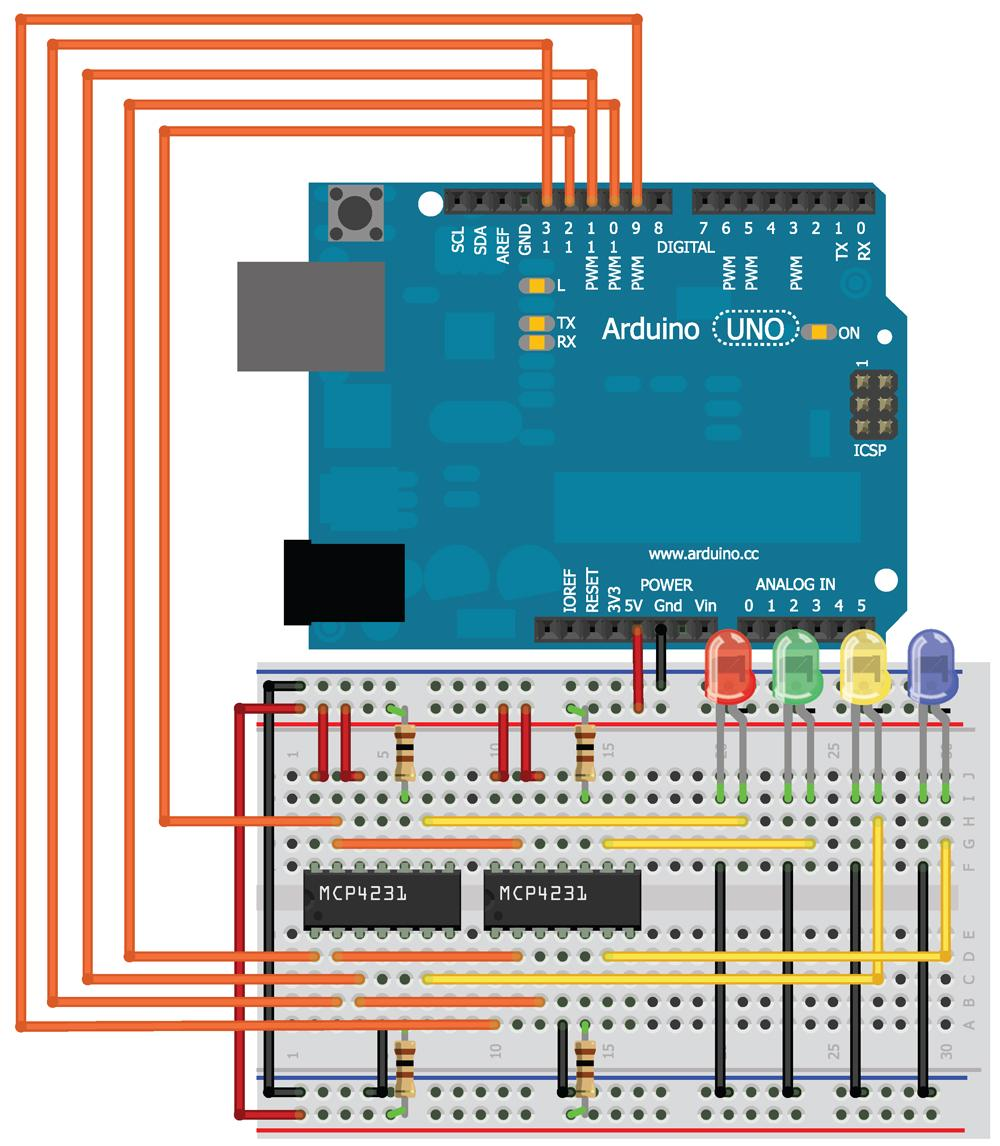 SCL SDA AREF GND 13 12 PWM 11 PWM 10 PWM 9 8 7 PWM 6 PWM 5 4 PWM 3 2 TX 1 RX 0
DIGITAL
L
TX
RX
Arduino UNO
ON
1
ICSP
www.arduino.cc
POWER
ANALOG IN
IOREF RESET 3V3 5V Gnd Vin 0 1 2 3 4 5
1 5 10 15 25
J
I
H
G
F
MCP4231 MCP4231
E
D
C
B
A
1 10 15 25 30